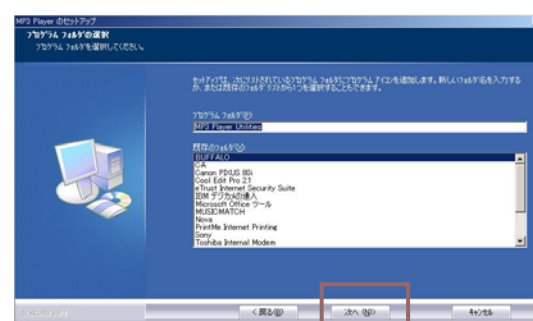 MP3 Player のセットアップ
プログラム フォルダの選択
プログラム フォルダを選択してください。
セットアップは、次にリストされているプログラム フォルダにプログラム アイコンを追加します。新しいフォルダ名を入力する
か、または既存のフォルダ リストから1つを選択することもできます。
プログラム フォルダ(P):
MP3 Player Utilities
既存のフォルダ(X):
BUFFALO
CA
Canon PIXUS 80i
Cool Edit Pro 2.1
eTrust Internet Security Suite
IBM デジカメの達人
Microsoft Office ツール
MUSICMATCH
Nova
PrintMe Internet Printing
Sony
Toshiba Internal Modem
InstallShield
< 戻る(B)
次へ (N)>
キャンセル